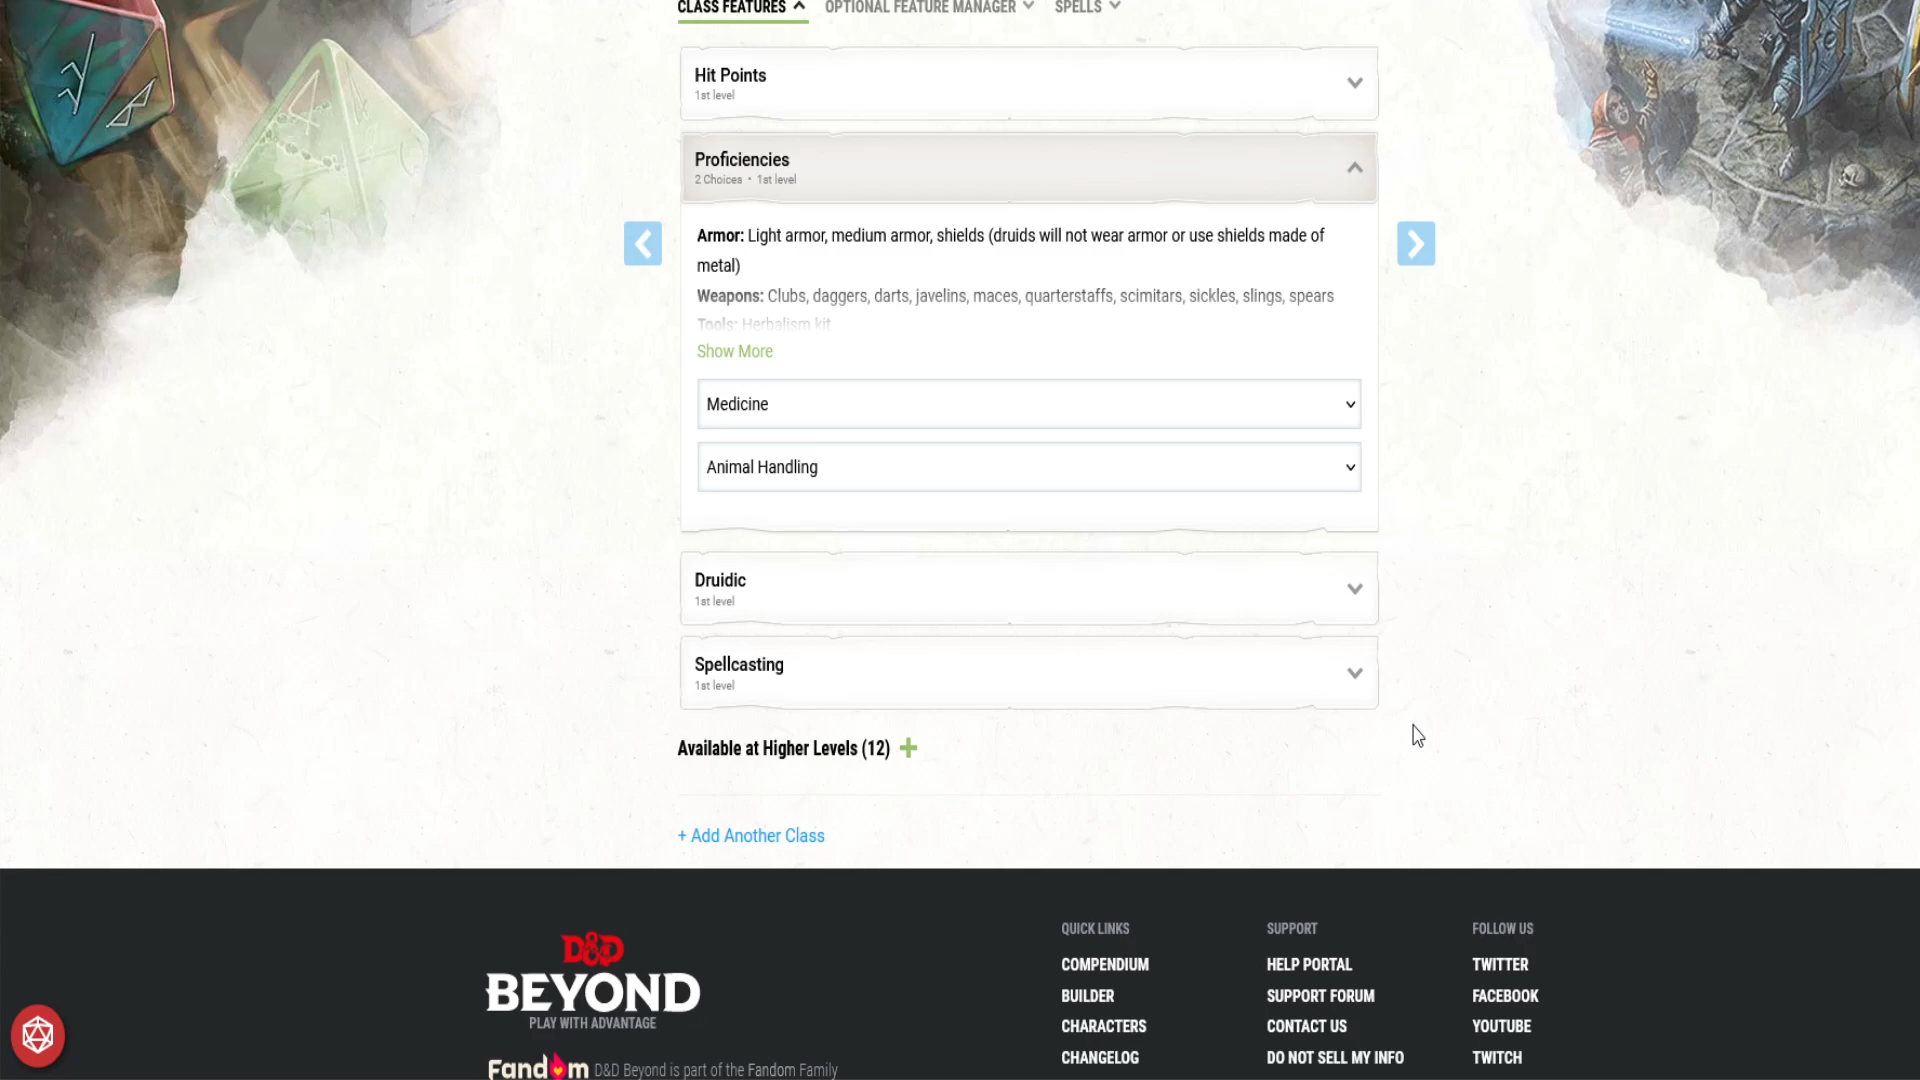 CLASS FEATURES OPTIONAL FEATURE MANAGER SPELLS
Hit Points
1st level
Proficiencies
2 Choices • 1st level
Armor: Light armor, medium armor, shields (druids will not wear armor or use shields made of
metal)
Weapons: Clubs, daggers, darts, javelins, maces, quarterstaffs, scimitars, sickles, slings, spears
Tools: Herbalism kit
Show More
Medicine
Animal Handling
Druidic
1st level
Spellcasting
1st level
Available at Higher Levels (12)
+ Add Another Class
D&D
BEYOND
PLAY WITH ADVANTAGE
Fandom D&D Beyond is part of the Fandom Family
QUICK LINKS
COMPENDIUM
BUILDER
CHARACTERS
CHANGELOG
SUPPORT
HELP PORTAL
SUPPORT FORUM
CONTACT US
DO NOT SELL MY INFO
FOLLOW US
TWITTER
FACEBOOK
YOUTUBE
TWITCH